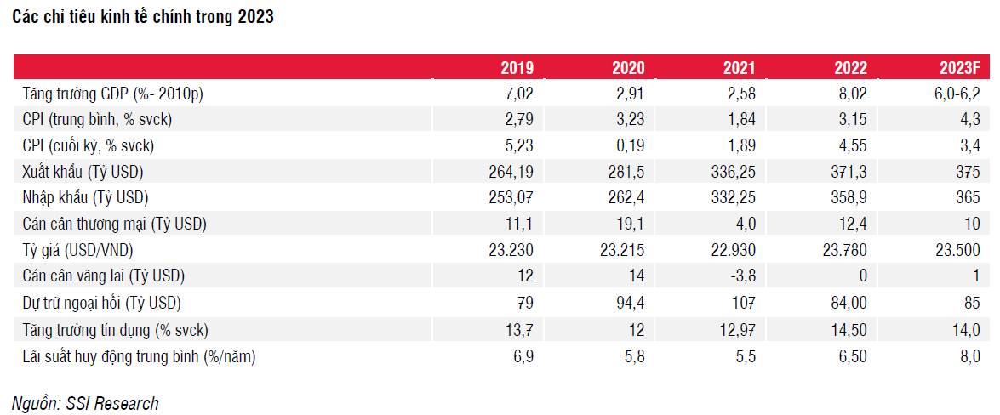 Các chỉ tiêu kinh tế chính trong 2023
2019 2020 2021 2022 2023F
Tăng trưởng GDP (%- 2010p) 7,02 2,91 2,58 8,02 6,0-6,2
CPI (trung bình, % svck) 2,79 3,23 1,84 3,15 4,3
CPI (cuối kỳ, % svck) 5,23 0,19 1,89 4,55 3,4
Xuất khẩu (Tỷ USD) 264,19 281,5 336,25 371,3 375
Nhập khẩu (Tỷ USD) 253,07 262,4 332,25 358,9 365
Cán cân thương mại (Tỷ USD) 11,1 19,1 4,0 12,4 10
Tỷ giá (USD/VND) 23.230 23.215 22.930 23.780 23.500
Cán cân vãng lai (Tỷ USD) 12 14 -3,8 0 1
Dự trữ ngoại hối (Tỷ USD) 79 94,4 107 84,00 85
Tăng trưởng tín dụng (% svck) 13,7 12 12,97 14,50 14,0
Lãi suất huy động trung bình (%/năm) 6,9 5,8 5,5 6,50 8,0
Nguồn: SSI Research